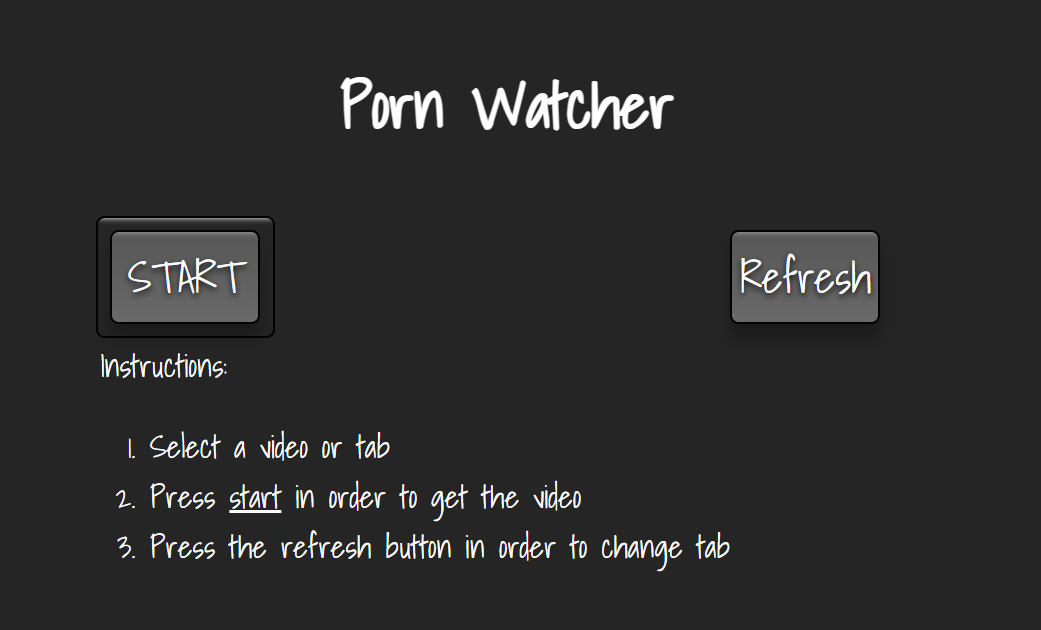 Porn Watcher
START
Refresh
Instructions:
1. Select a video or tab
2. Press start in order to get the video
3. Press the refresh button in order to change tab